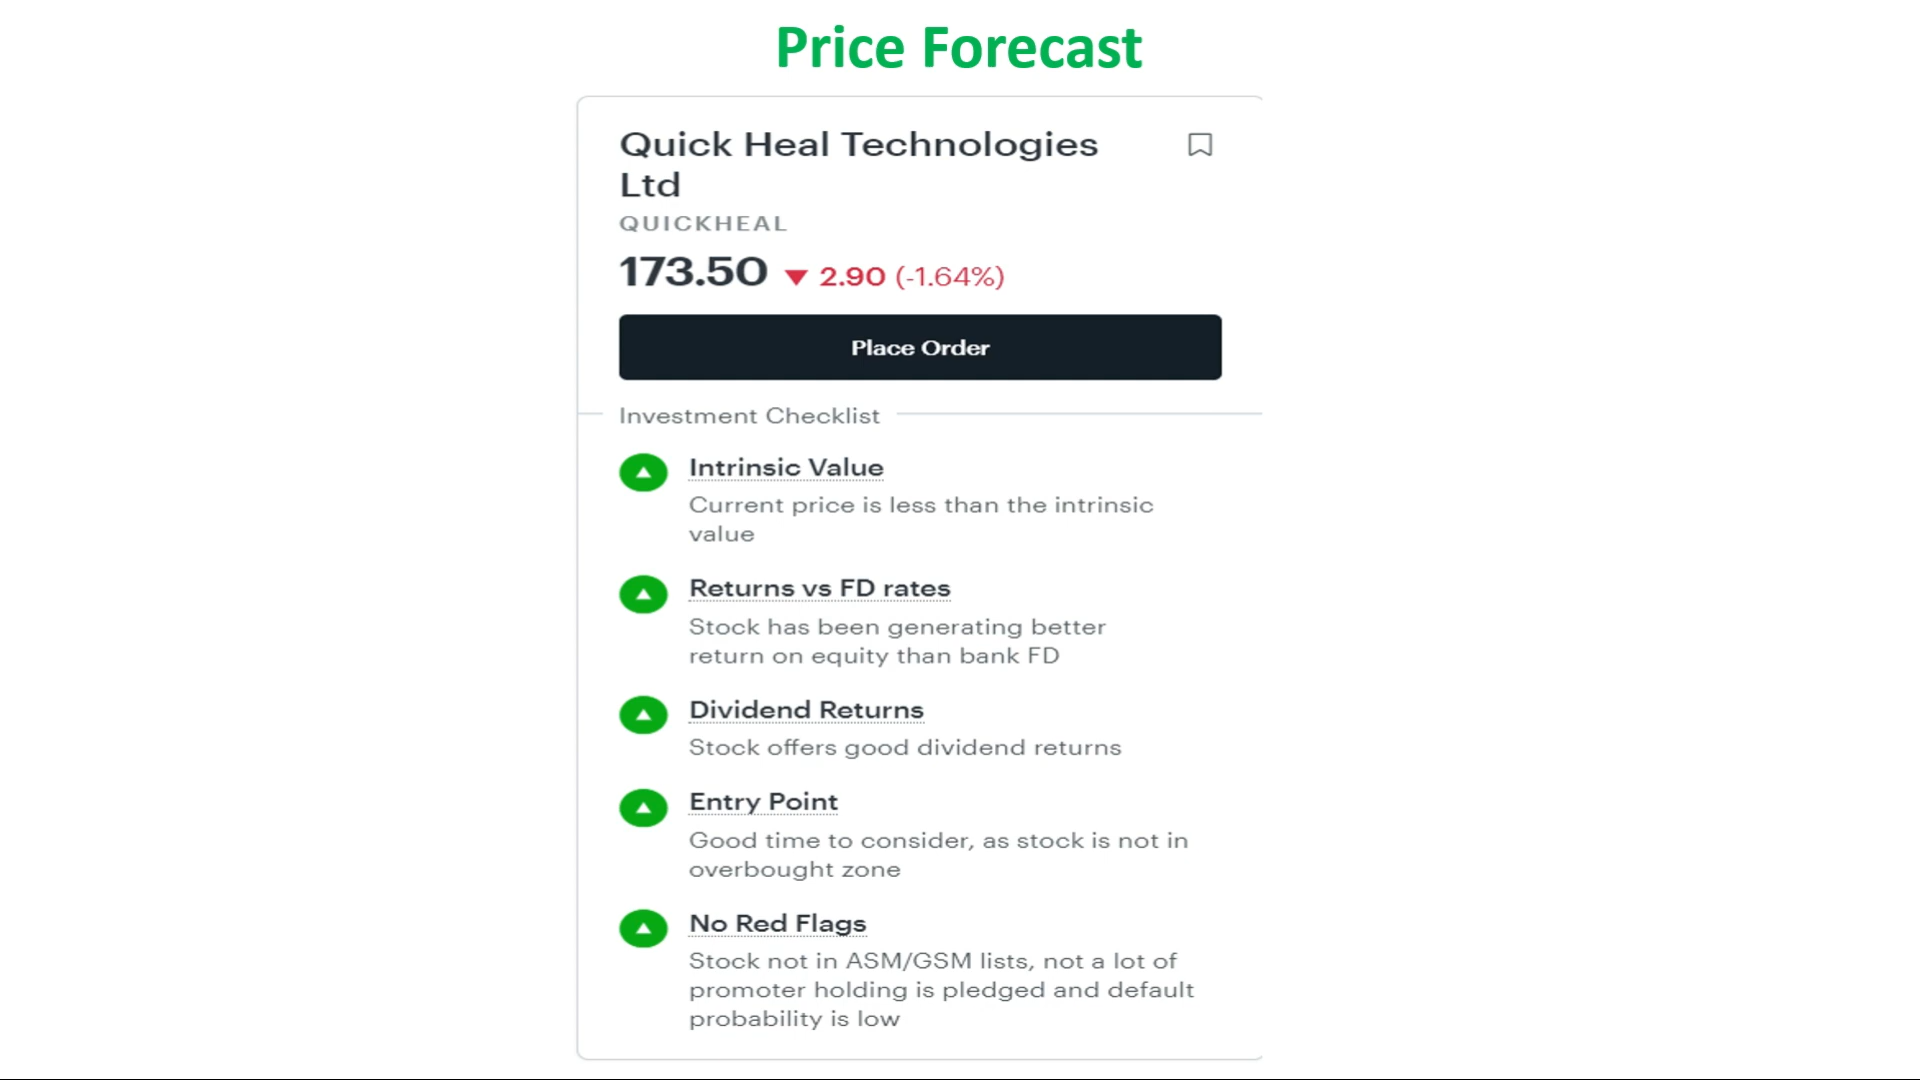 Price Forecast
Quick Heal Technologies
Ltd
QUICKHEAL
173.50 ▼ 2.90 (-1.64%)
Place Order
Investment Checklist
Intrinsic Value
Current price is less than the intrinsic
value
Returns vs FD rates
Stock has been generating better
return on equity than bank FD
Dividend Returns
Stock offers good dividend returns
Entry Point
Good time to consider, as stock is not in
overbought zone
No Red Flags
Stock not in ASM/GSM lists, not a lot of
promoter holding is pledged and default
probability is low